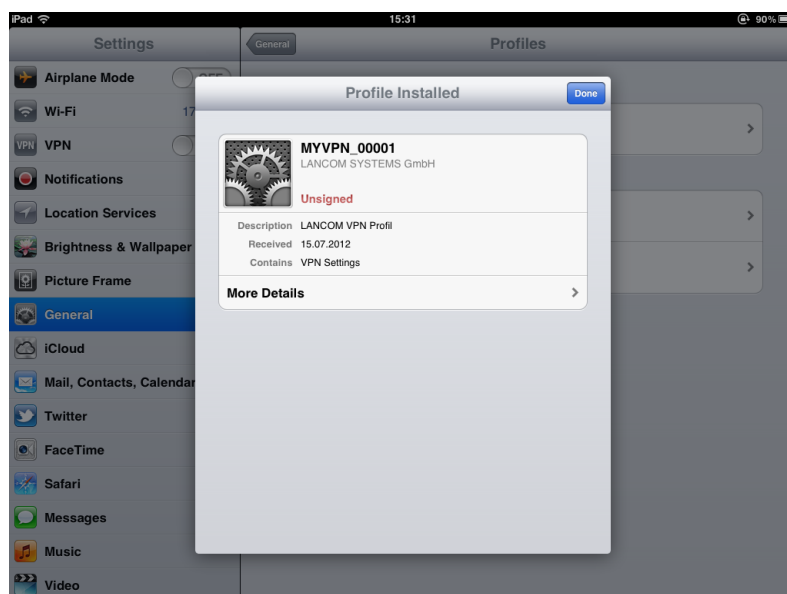 iPad 15:31 90%
Settings
General
Profiles
Airplane Mode OFF
Wi-Fi 17
VPN VPN
Notifications
Location Services
Brightness & Wallpaper
Picture Frame
General
iCloud
Mail, Contacts, Calendar
Twitter
FaceTime
Safari
Messages
Music
Video
Profile Installed
Done
MYVPN_00001
LANCOM SYSTEMS GmbH
Unsigned
Description LANCOM VPN Profil
Received 15.07.2012
Contains VPN Settings
More Details